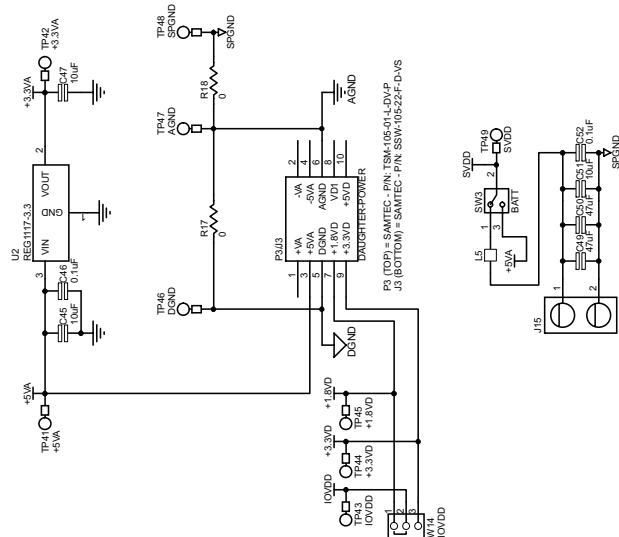 TP42
+3.3VA
+3.3VA
C47
10uF
U2
REG1117-3.3
VIN
VOUT
GND
3
2
1
C46
0.1uF
C45
10uF
+5VA
TP41
+5VA
TP48
SPGND
SPGND
R18
0
TP47
AGND
AGND
R17
0
TP46
DGND
DGND
P3J3
+VA
+5VA
DGND
+1.8VD
+3.3VD
-VA
-5VA
AGND
VD1
+5VD
1
3
5
7
9
2
4
6
8
10
DAUGHTER-POWER
P3 (TOP) = SAMTEC - P/N: TSM-105-01-L-DV-P
J3 (BOTTOM) = SAMTEC - P/N: SSW-105-22-F-D-VS
+1.8VD
TP45
+1.8VD
+3.3VD
TP44
+3.3VD
IOVDD
TP43
IOVDD
1
2
3
W14
IOVDD
SVDD
TP49
SVDD
SW3
BATT
2
1
3
L5
+5VA
C52
0.1uF
C51
10uF
C50
47uF
C49
47uF
SPGND
J15
1
2